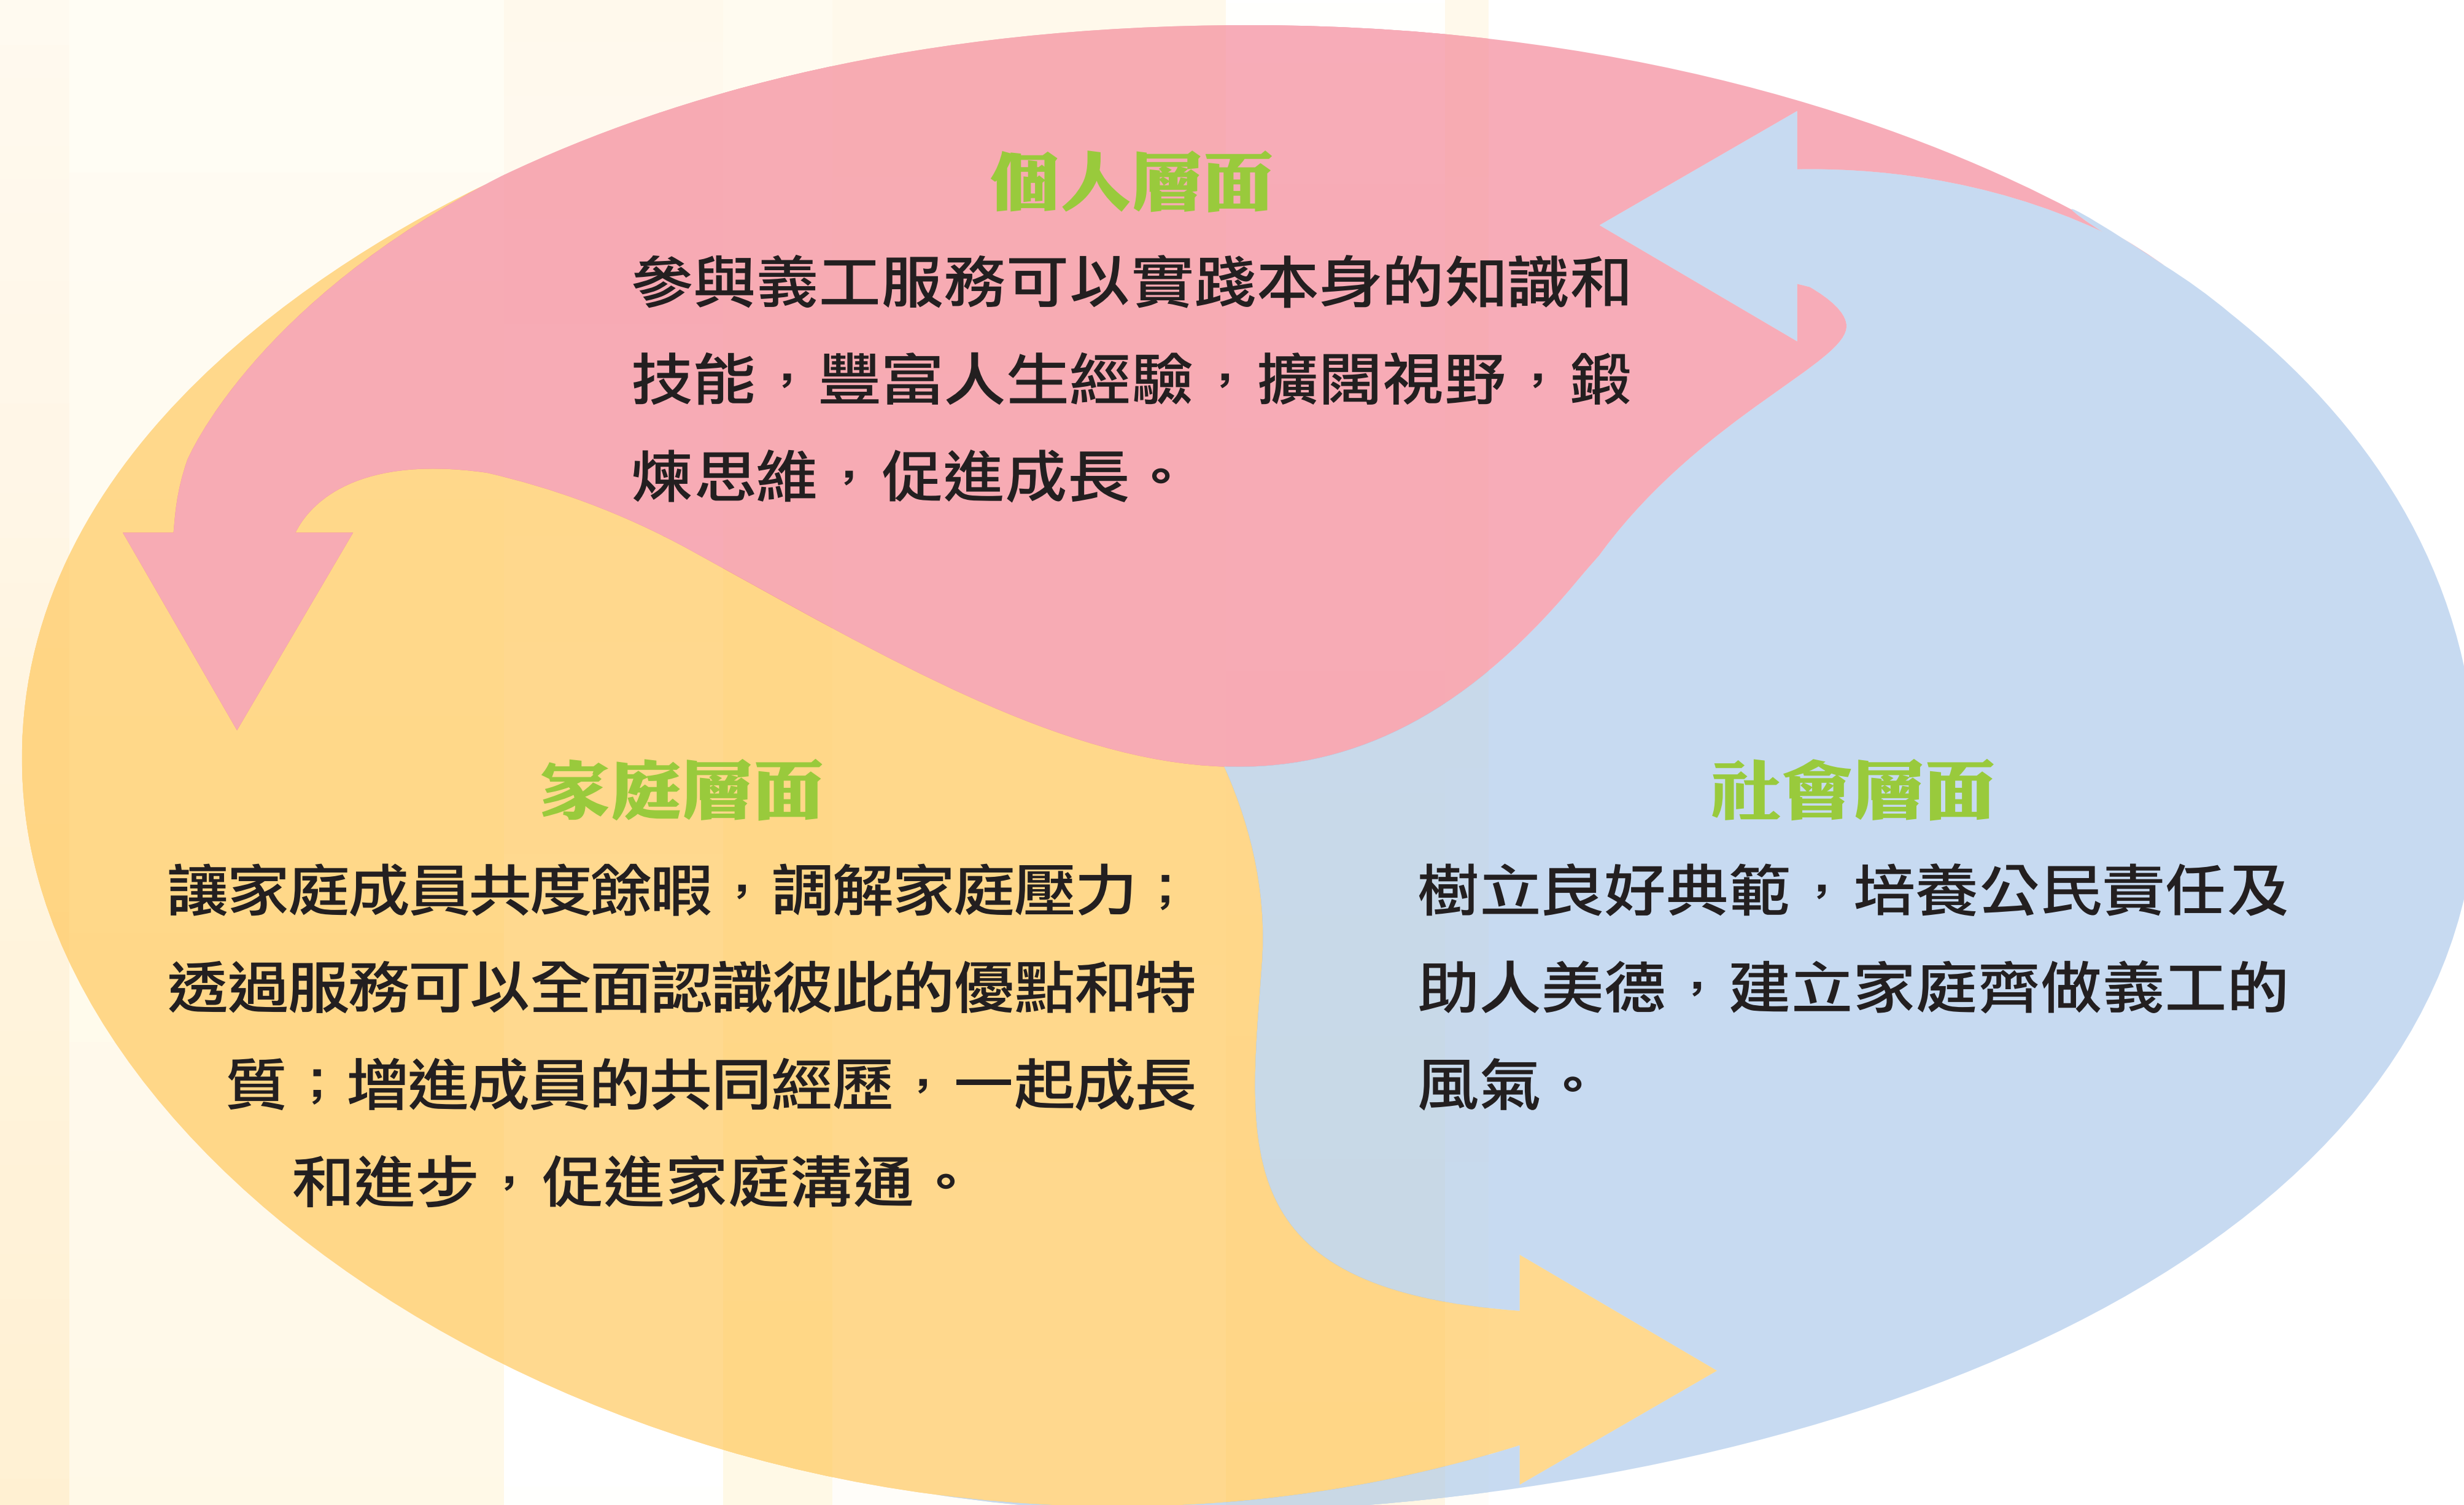 個人層面
參與義工服務可以實踐本身的知識和
技能，豐富人生經驗，擴闊視野，鍛
煉思維，促進成長。
家庭層面
讓家庭成員共度餘暇，調解家庭壓力；
透過服務可以全面認識彼此的優點和特
質；增進成員的共同經歷，一起成長
和進步，促進家庭溝通。
社會層面
樹立良好典範，培養公民責任及
助人美德，建立家庭齊做義工的
風氣。